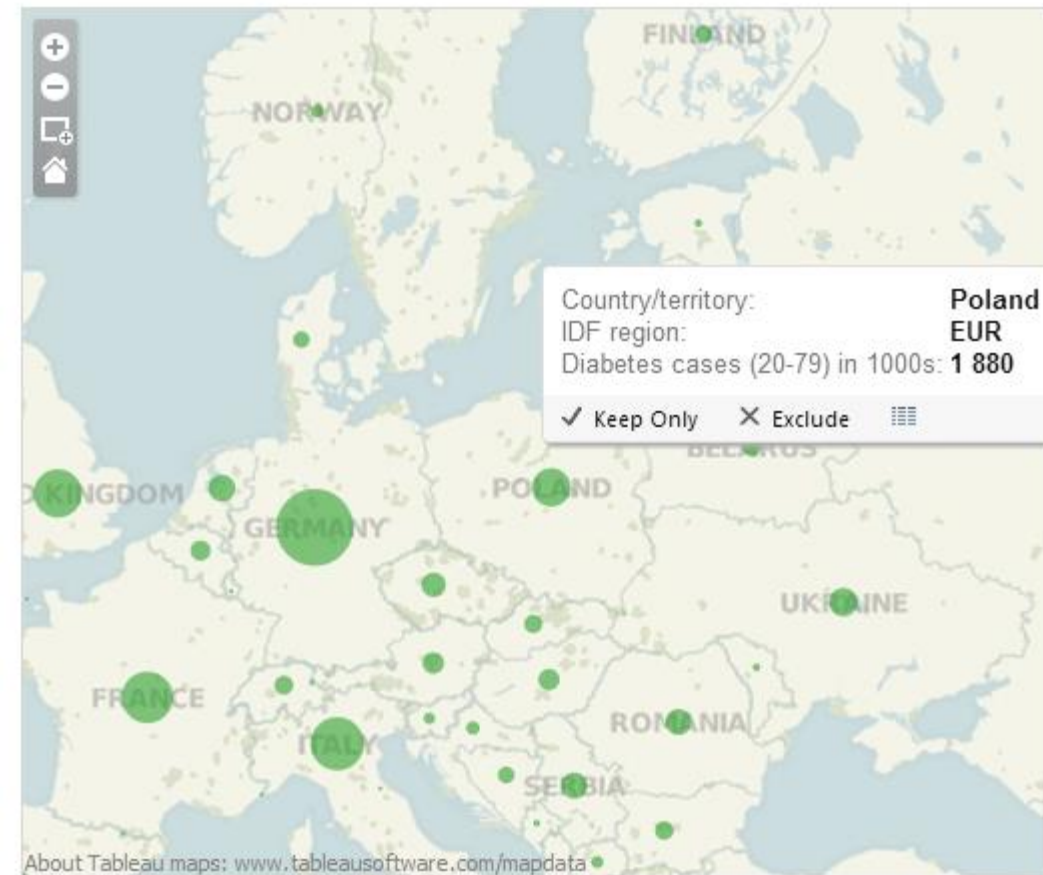 FINLAND
NORWAY
Country/territory: Poland
IDF region: EUR
Diabetes cases (20-79) in 1000s: 1 880
Keep Only Exclude
BELARUS
D KINGDOM
POLAND
GERMANY
UKRAINE
FRANCE
ROMANIA
ITALY
SERBIA
About Tableau maps: www.tableausoftware.com/mapdata